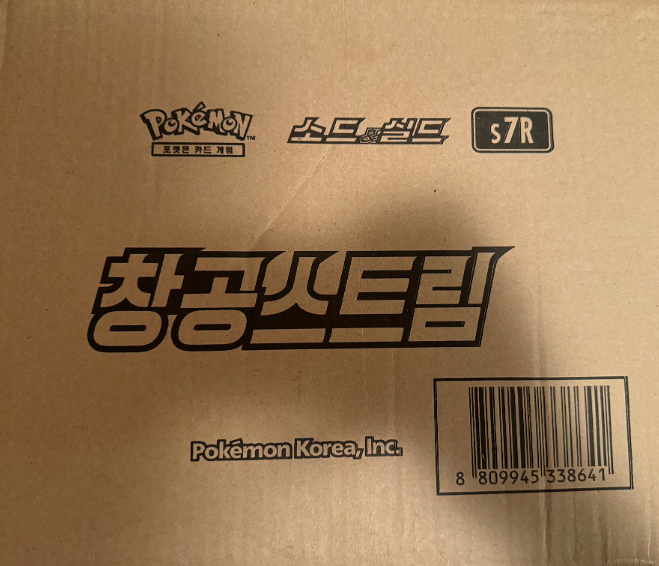 Pokémon 소드&실드 s7R
포켓몬 카드 게임
창공스트림
Pokémon Korea, Inc.
8 809945 338641